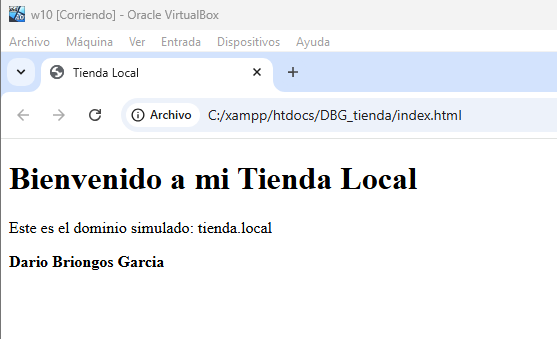 w10 [Corriendo] - Oracle VirtualBox
Archivo Máquina Ver Entrada Dispositivos Ayuda
Tienda Local
Archivo C:/xampp/htdocs/DBG_tienda/index.html
Bienvenido a mi Tienda Local
Este es el dominio simulado: tienda.local
Dario Briongos Garcia